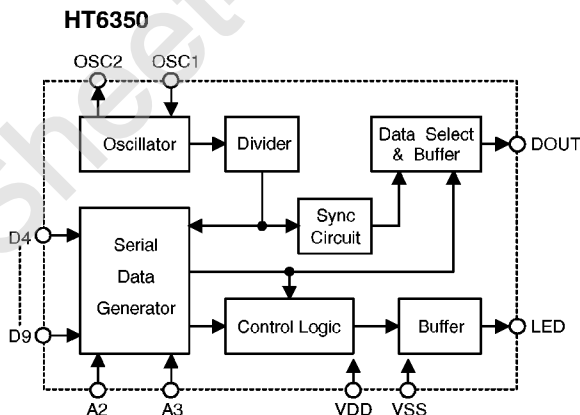 HT6350
OSC2 OSC1
Oscillator
Divider
Data Select
& Buffer
DOUT
Sync
Circuit
D4
Serial
Data
Generator
Control Logic
Buffer
LED
D9
A2 A3 VDD VSS
Sheet